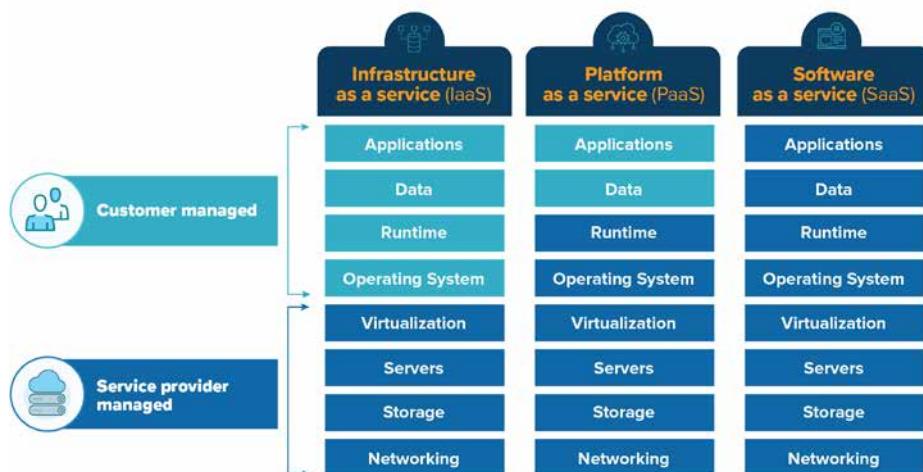 Infrastructure
as a service (IaaS)
Platform
as a service (PaaS)
Software
as a service (SaaS)
Customer managed
Service provider
managed
Applications
Data
Runtime
Operating System
Virtualization
Servers
Storage
Networking
Applications
Data
Runtime
Operating System
Virtualization
Servers
Storage
Networking
Applications
Data
Runtime
Operating System
Virtualization
Servers
Storage
Networking